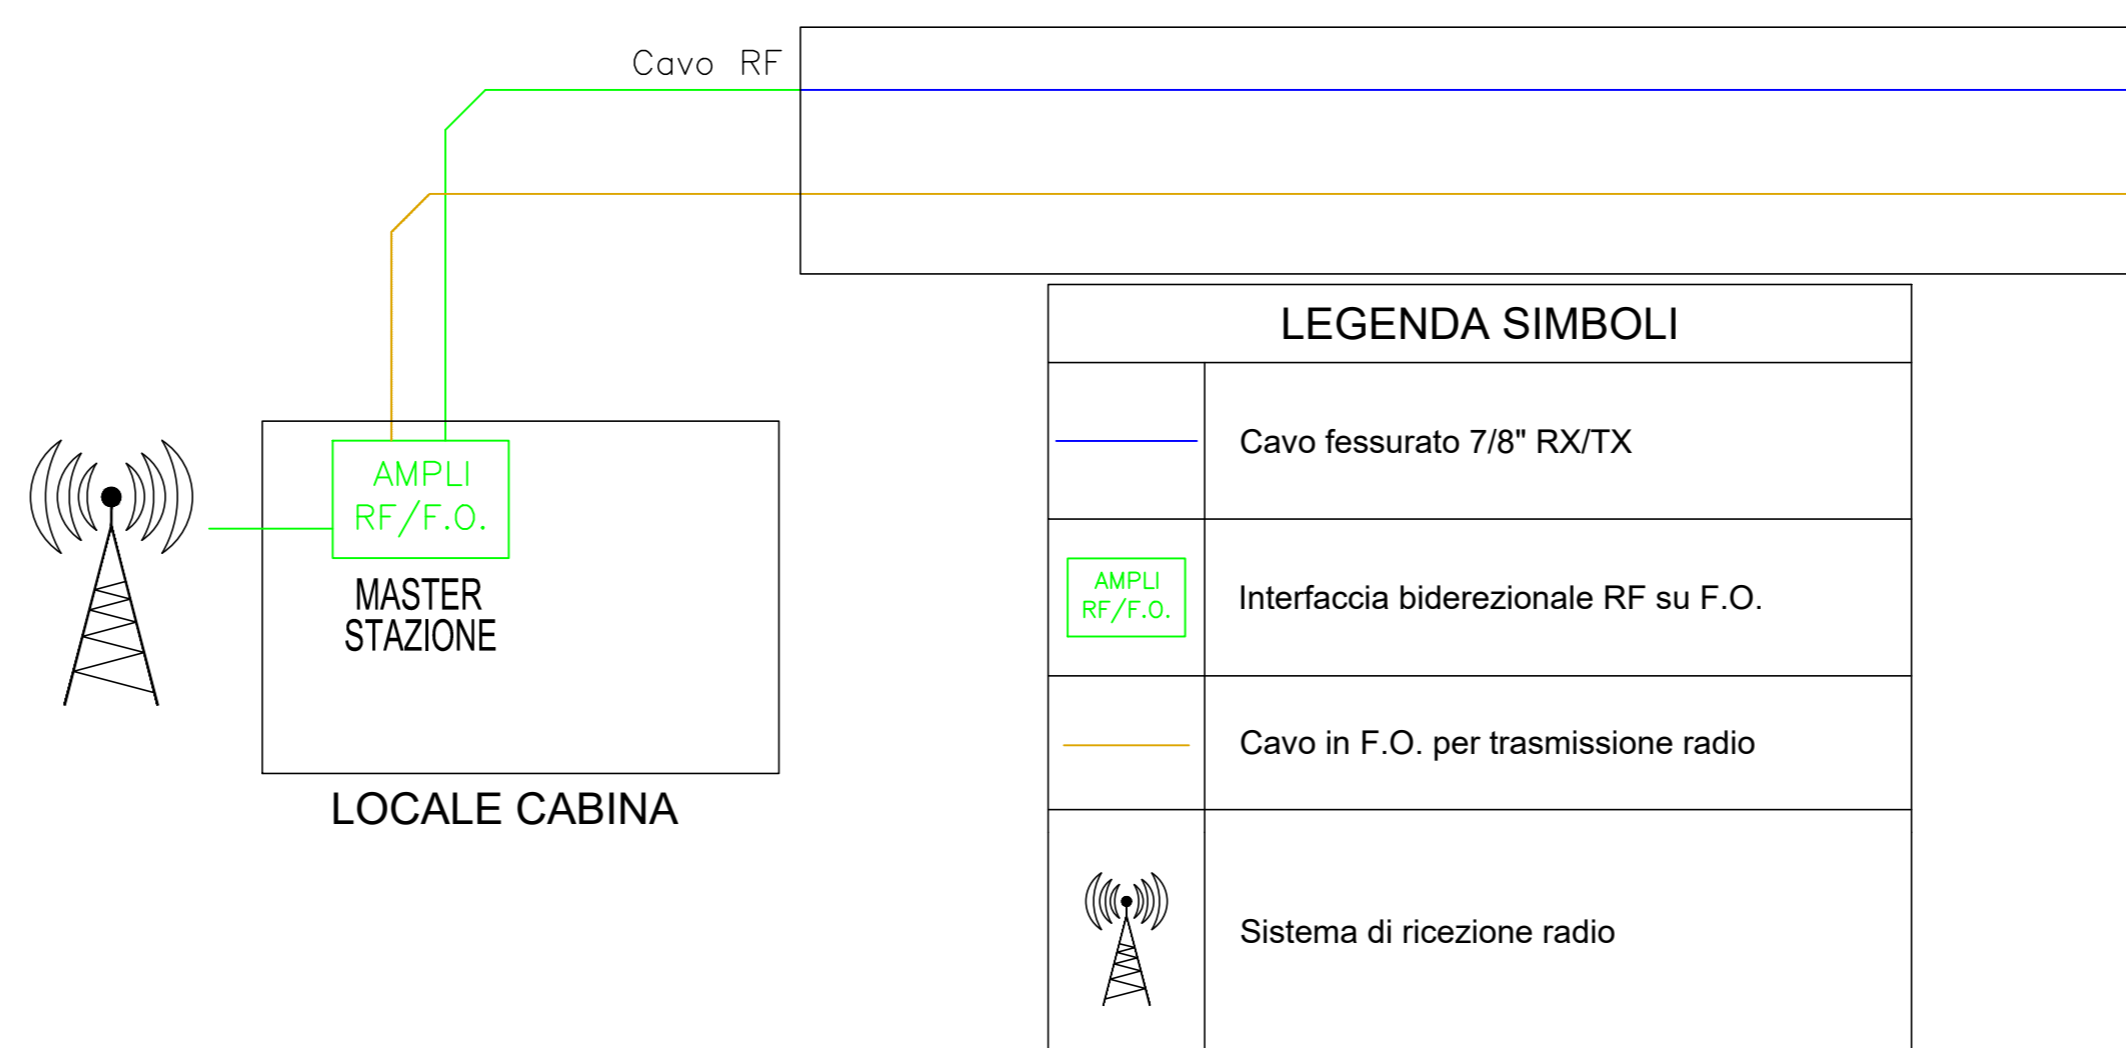 Cavo RF
AMPLI
RF/F.O.
MASTER
STAZIONE
LOCALE CABINA
LEGENDA SIMBOLI
Cavo fessurato 7/8" RX/TX
AMPLI
RF/F.O.
Interfaccia biderezionale RF su F.O.
Cavo in F.O. per trasmissione radio
Sistema di ricezione radio